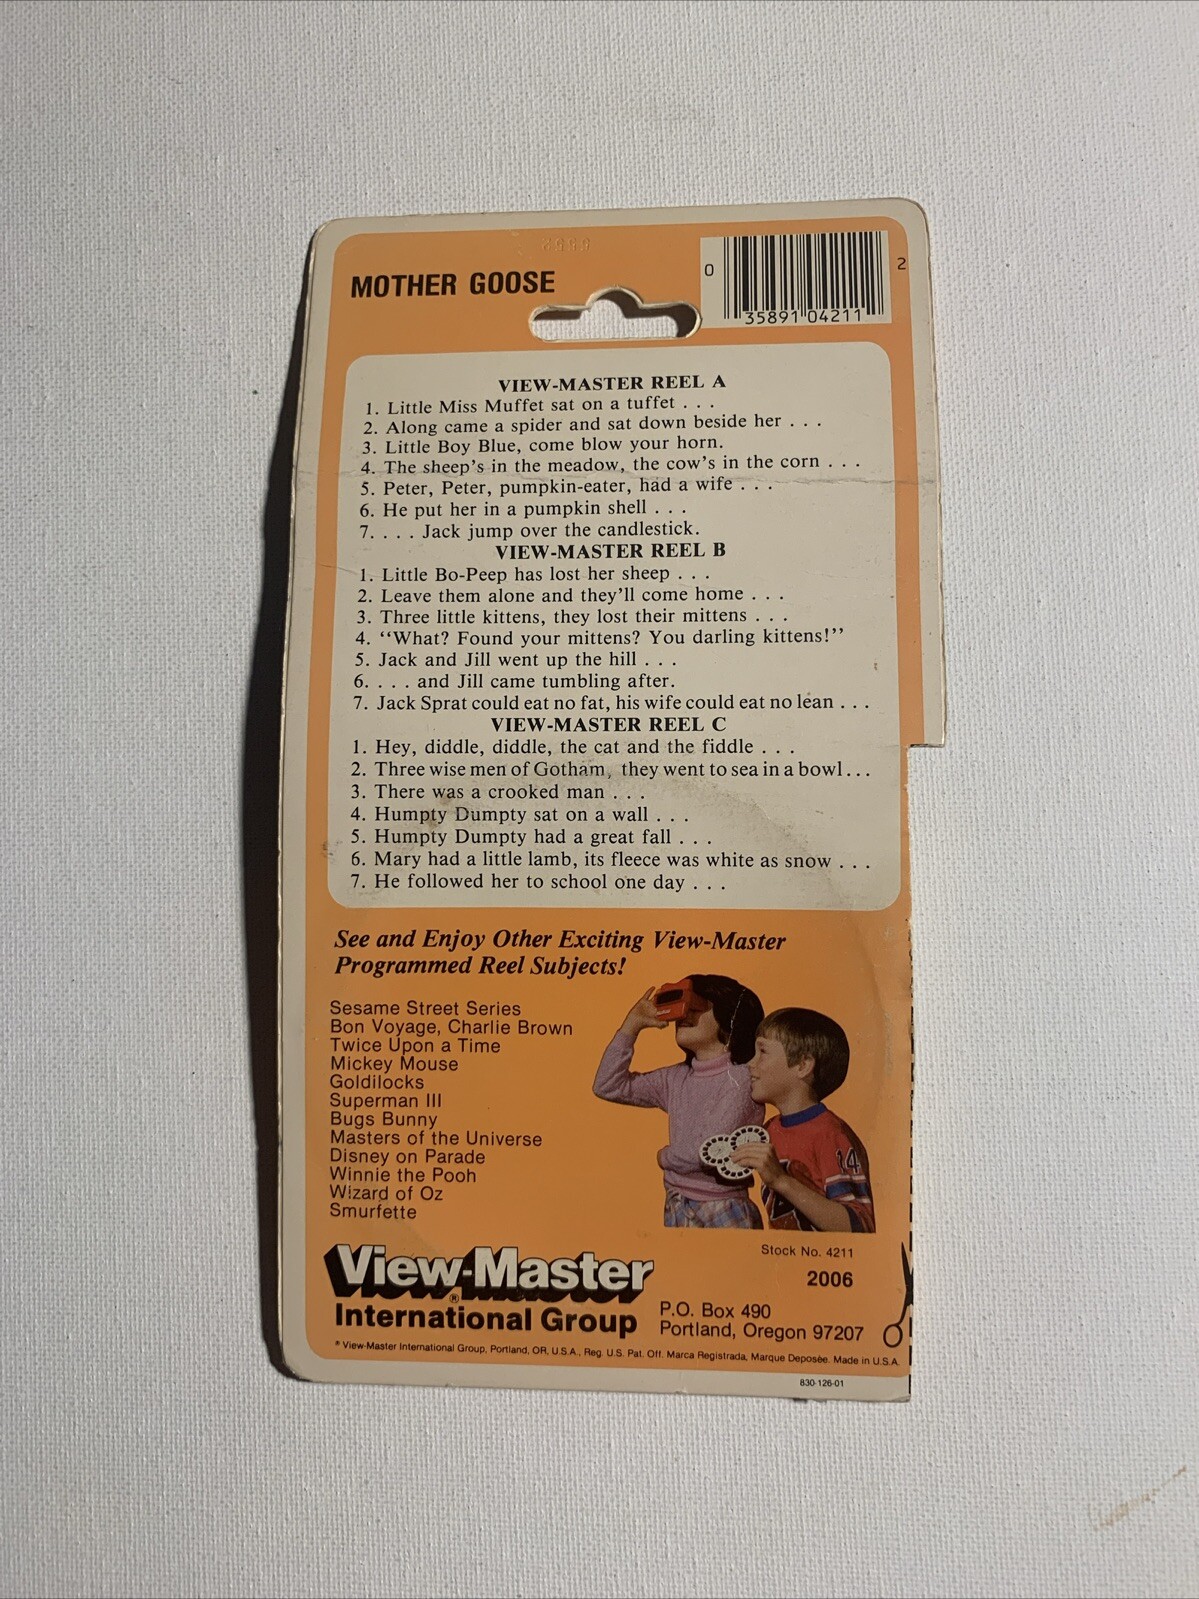 MOTHER GOOSE
0 35891 04211 2
VIEW-MASTER REEL A
1. Little Miss Muffet sat on a tuffet . . .
2. Along came a spider and sat down beside her . . .
3. Little Boy Blue, come blow your horn.
4. The sheep's in the meadow, the cow's in the corn . . .
5. Peter, Peter, pumpkin-eater, had a wife . . .
6. He put her in a pumpkin shell . . .
7. . . . Jack jump over the candlestick.
VIEW-MASTER REEL B
1. Little Bo-Peep has lost her sheep . . .
2. Leave them alone and they'll come home . . .
3. Three little kittens, they lost their mittens . . .
4. "What? Found your mittens? You darling kittens!"
5. Jack and Jill went up the hill . . .
6. . . . and Jill came tumbling after.
7. Jack Sprat could eat no fat, his wife could eat no lean . . .
VIEW-MASTER REEL C
1. Hey, diddle, diddle, the cat and the fiddle . . .
2. Three wise men of Gotham, they went to sea in a bowl...
3. There was a crooked man . . .
4. Humpty Dumpty sat on a wall . . .
5. Humpty Dumpty had a great fall . . .
6. Mary had a little lamb, its fleece was white as snow . . .
7. He followed her to school one day . . .
See and Enjoy Other Exciting View-Master
Programmed Reel Subjects!
Sesame Street Series
Bon Voyage, Charlie Brown
Twice Upon a Time
Mickey Mouse
Goldilocks
Superman III
Bugs Bunny
Masters of the Universe
Disney on Parade
Winnie the Pooh
Wizard of Oz
Smurfette
14
Stock No. 4211
2006
View-Master®
International Group
P.O. Box 490
Portland, Oregon 97207
® View-Master International Group, Portland, OR, U.S.A., Reg. U.S. Pat. Off. Marca Registrada, Marque Deposée. Made in U.S.A.
830-126-01